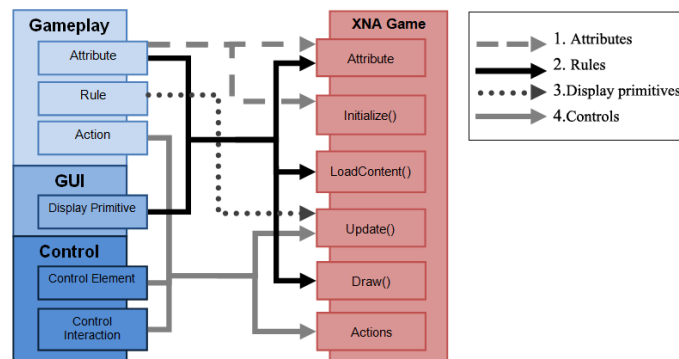 Gameplay
Attribute
Rule
Action
GUI
Display Primitive
Control
Control Element
Control
Interaction
XNA Game
Attribute
Initialize()
LoadContent()
Update()
Draw()
Actions
1. Attributes
2. Rules
3.Display primitives
4.Controls